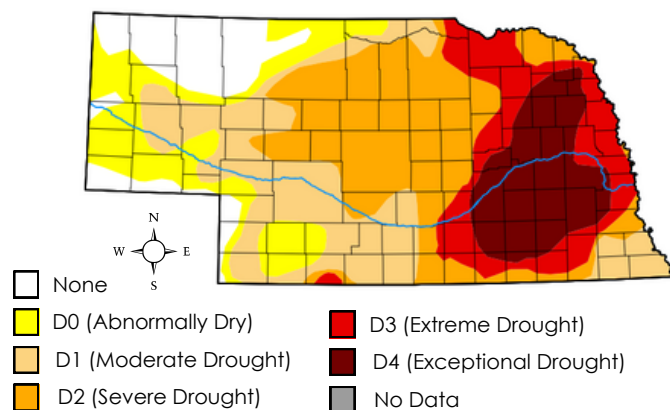 N
W E
S
None
D0 (Abnormally Dry)
D1 (Moderate Drought)
D2 (Severe Drought)
D3 (Extreme Drought)
D4 (Exceptional Drought)
No Data